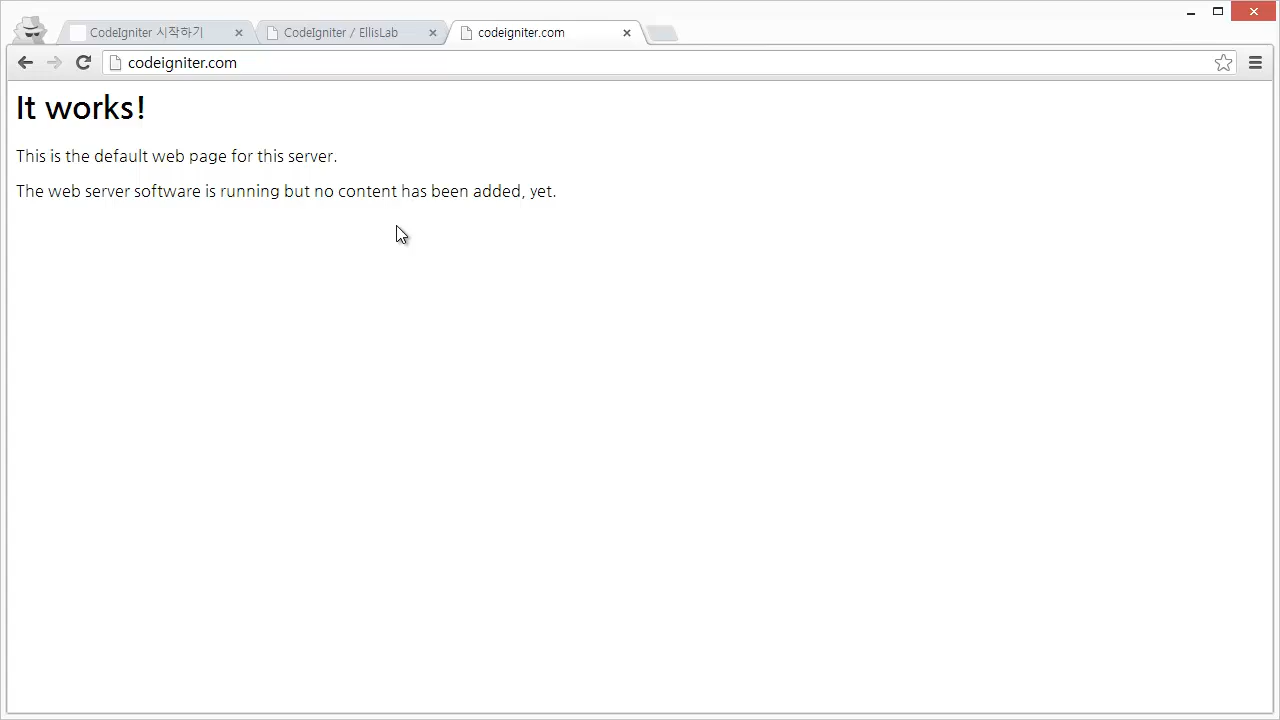 CodeIgniter 시작하기
CodeIgniter / EllisLab
codeigniter.com
codeigniter.com
It works!
This is the default web page for this server.
The web server software is running but no content has been added, yet.